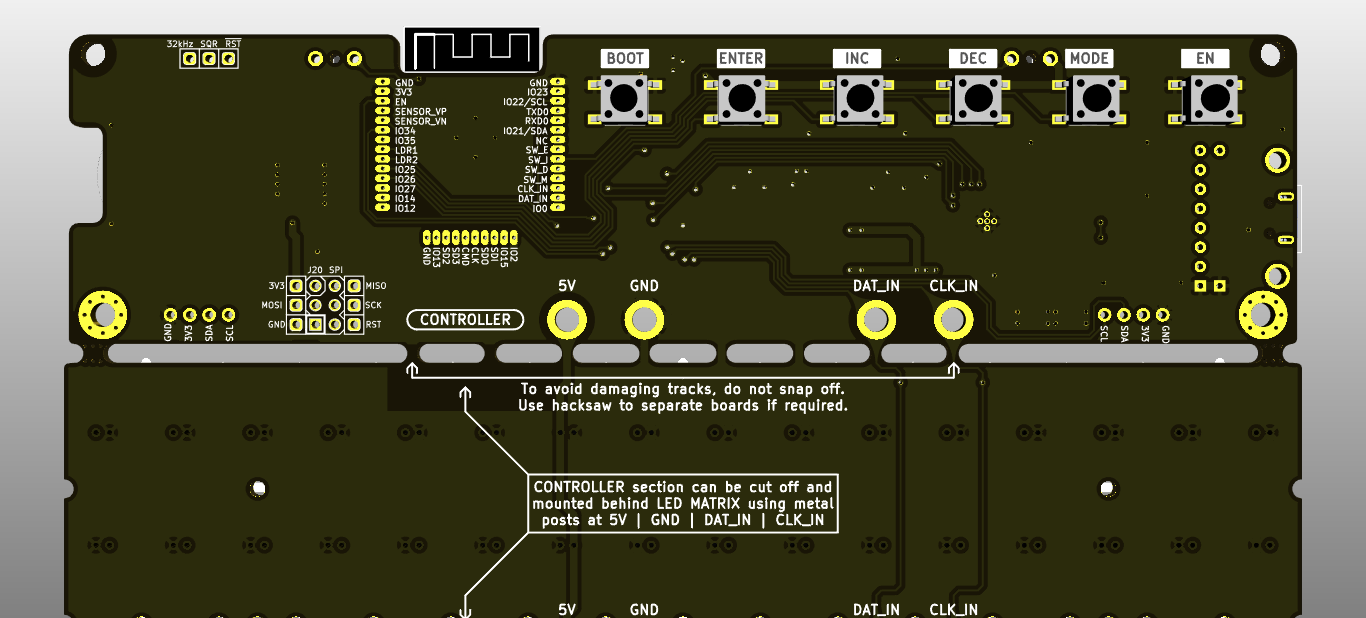 32kHz SQR RST
BOOT
ENTER
INC
DEC
MODE
EN
GND
3V3
EN
SENSOR_VP
SENSOR_VN
IO34
IO35
LDR1
LDR2
IO25
IO26
IO27
IO14
IO12
GND
IO23
IO22/SCL
TXD0
RXD0
IO21/SDA
NC
SW_E
SW_I
SW_D
SW_M
CLK_IN
DAT_IN
IO0
GND
IO13
SD2
SD3
CMD
CLK
SD0
SDI
IO15
IO2
J20 SPI
3V3
MISO
MOSI
SCK
GND
RST
GND
3V3
SDA
SCL
CONTROLLER
5V
GND
DAT_IN
CLK_IN
SCL
SDA
3V3
GND
To avoid damaging tracks, do not snap off.
Use hacksaw to separate boards if required.
CONTROLLER section can be cut off and
mounted behind LED MATRIX using metal
posts at 5V | GND | DAT_IN | CLK_IN
5V
GND
DAT_IN
CLK_IN